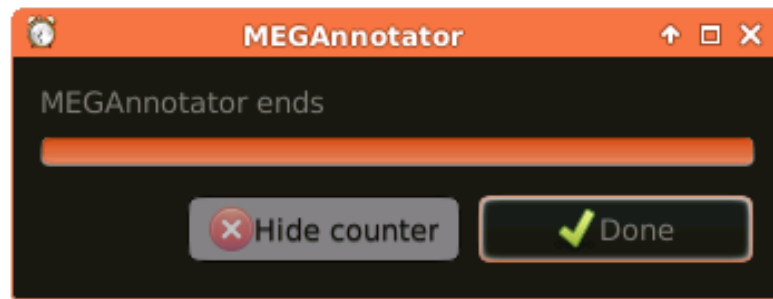 MEGAnnotator
MEGAnnotator ends
Hide counter
Done